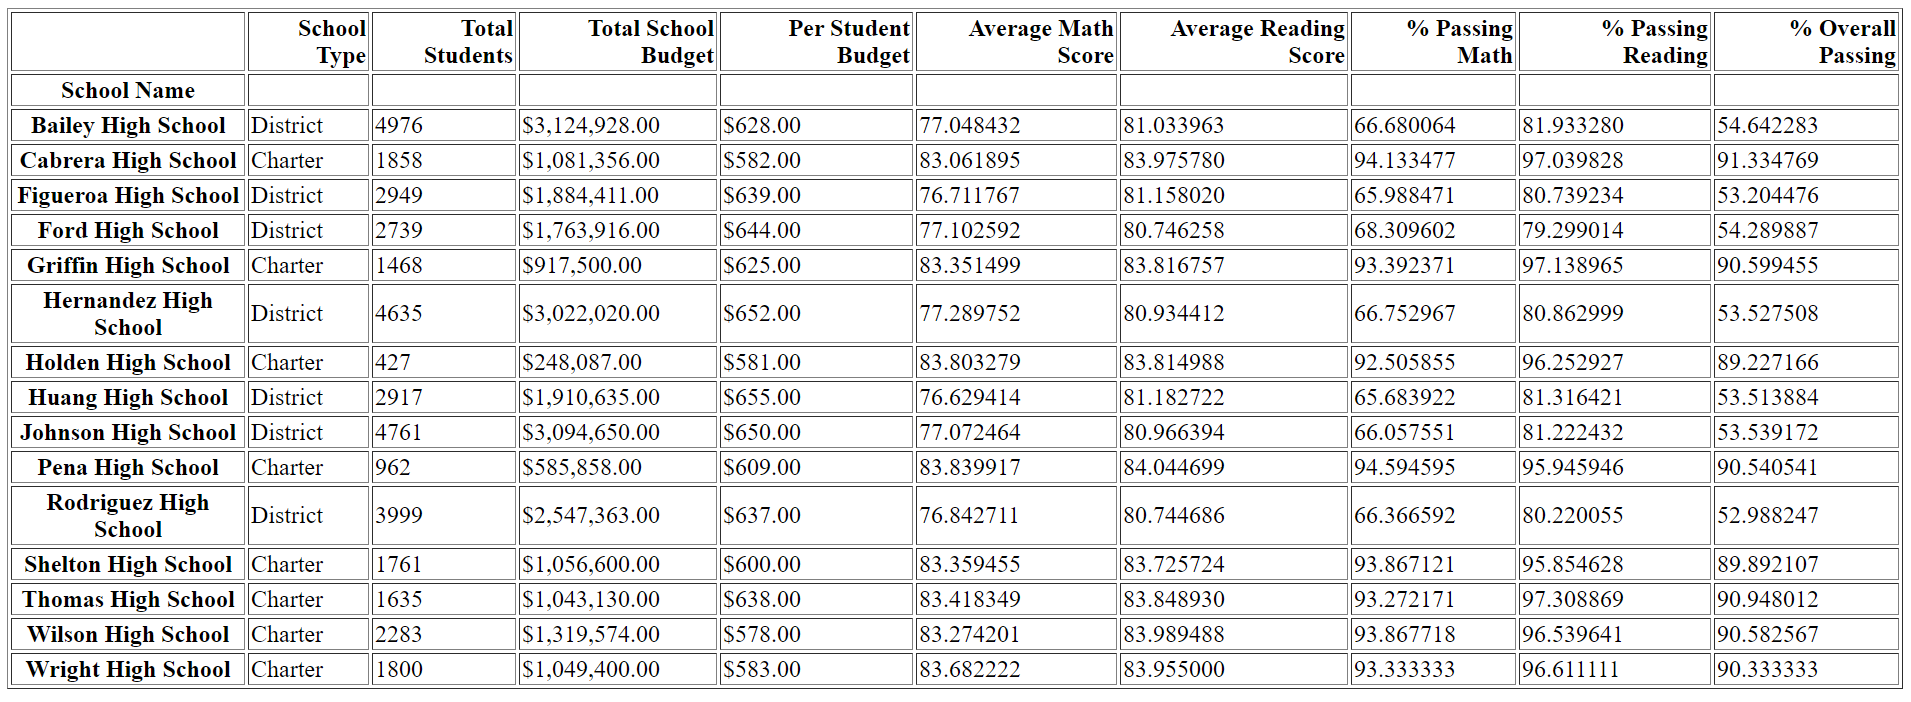 School Type Total Students Total School Budget Per Student Budget Average Math Score Average Reading Score % Passing Math % Passing Reading % Overall Passing
School Name
Bailey High School District 4976 $3,124,928.00 $628.00 77.048432 81.033963 66.680064 81.933280 54.642283
Cabrera High School Charter 1858 $1,081,356.00 $582.00 83.061895 83.975780 94.133477 97.039828 91.334769
Figueroa High School District 2949 $1,884,411.00 $639.00 76.711767 81.158020 65.988471 80.739234 53.204476
Ford High School District 2739 $1,763,916.00 $644.00 77.102592 80.746258 68.309602 79.299014 54.289887
Griffin High School Charter 1468 $917,500.00 $625.00 83.351499 83.816757 93.392371 97.138965 90.599455
Hernandez High School District 4635 $3,022,020.00 $652.00 77.289752 80.934412 66.752967 80.862999 53.527508
Holden High School Charter 427 $248,087.00 $581.00 83.803279 83.814988 92.505855 96.252927 89.227166
Huang High School District 2917 $1,910,635.00 $655.00 76.629414 81.182722 65.683922 81.316421 53.513884
Johnson High School District 4761 $3,094,650.00 $650.00 77.072464 80.966394 66.057551 81.222432 53.539172
Pena High School Charter 962 $585,858.00 $609.00 83.839917 84.044699 94.594595 95.945946 90.540541
Rodriguez High School District 3999 $2,547,363.00 $637.00 76.842711 80.744686 66.366592 80.220055 52.988247
Shelton High School Charter 1761 $1,056,600.00 $600.00 83.359455 83.725724 93.867121 95.854628 89.892107
Thomas High School Charter 1635 $1,043,130.00 $638.00 83.418349 83.848930 93.272171 97.308869 90.948012
Wilson High School Charter 2283 $1,319,574.00 $578.00 83.274201 83.989488 93.867718 96.539641 90.582567
Wright High School Charter 1800 $1,049,400.00 $583.00 83.682222 83.955000 93.333333 96.611111 90.333333